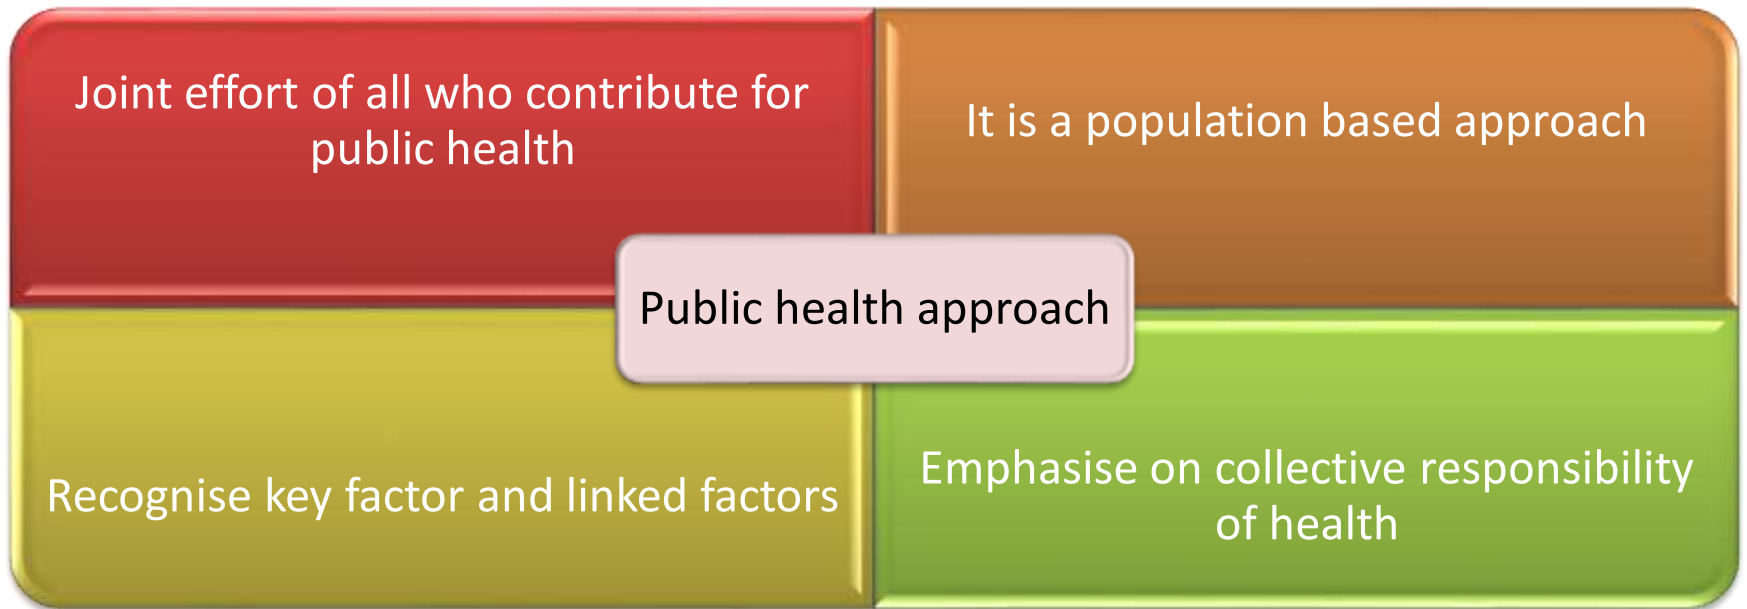 Joint effort of all who contribute for
public health
It is a population based approach
Public health approach
Recognise key factor and linked factors
Emphasise on collective responsibility
of health